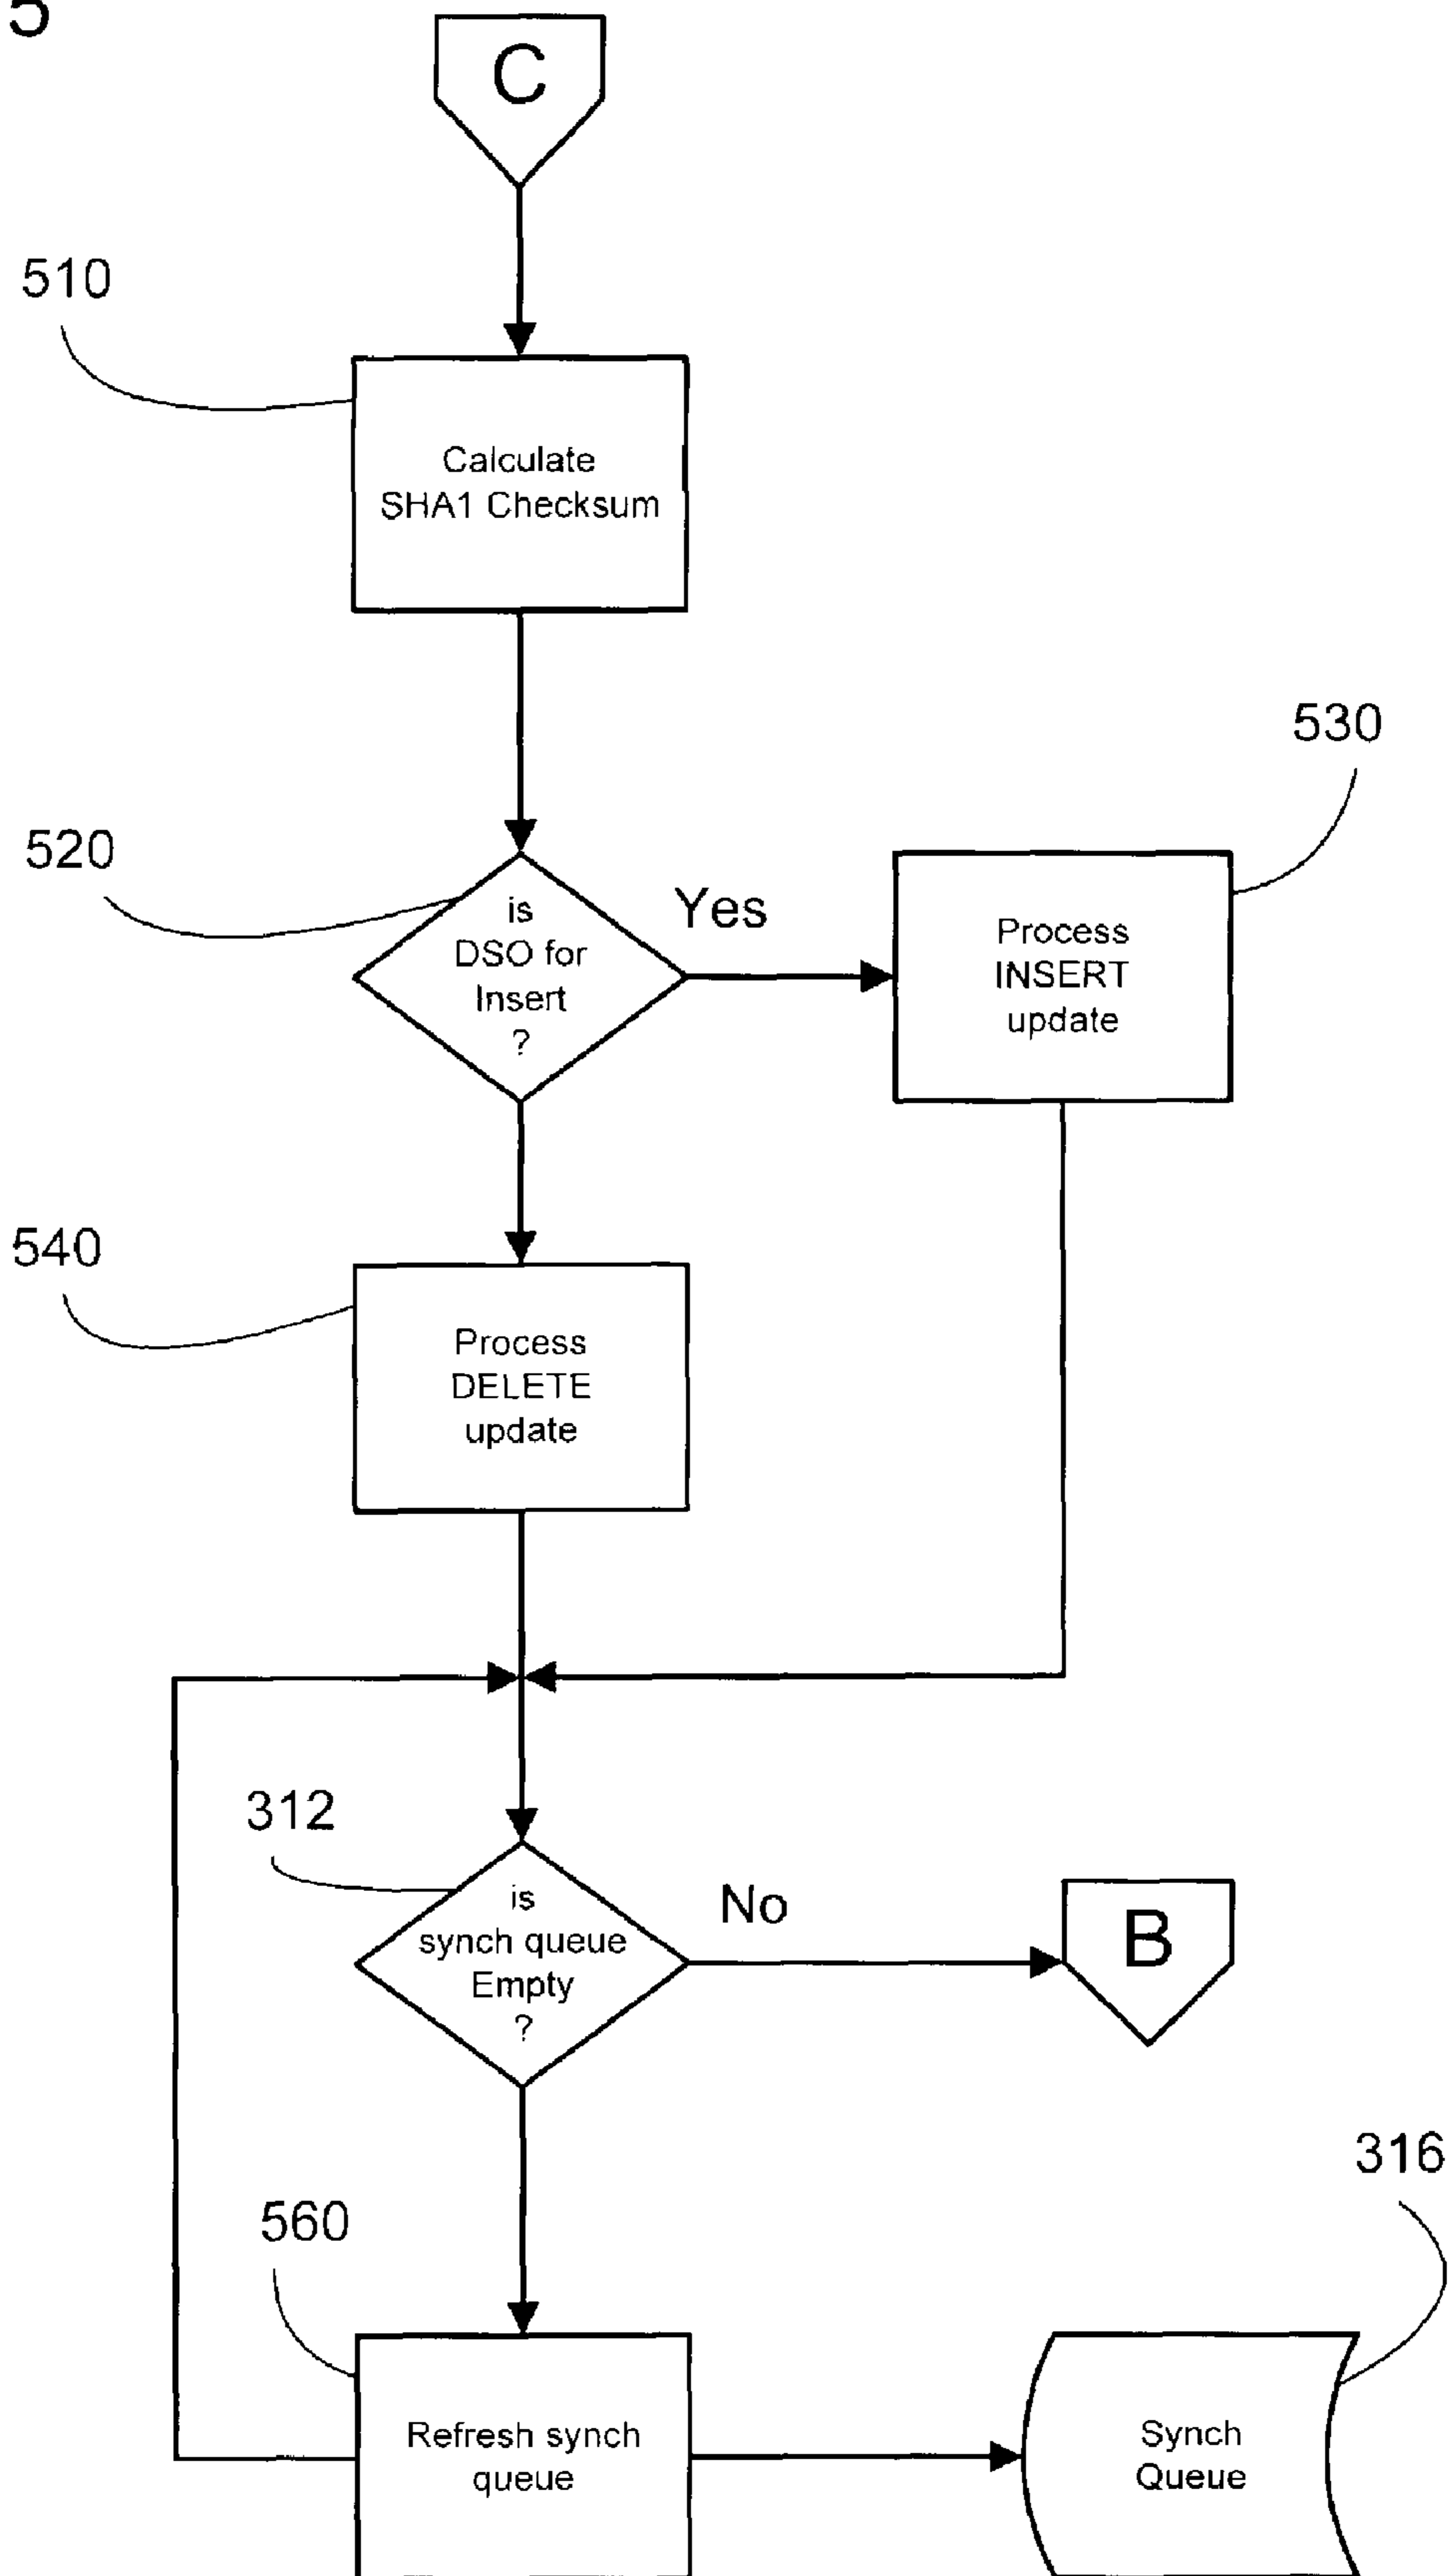 5
C
510
Calculate
SHA1 Checksum
530
520
is
DSO for
Insert
?
Yes
Process
INSERT
update
540
Process
DELETE
update
312
is
synch queue
Empty
?
No
B
316
560
Refresh synch
queue
Synch
Queue